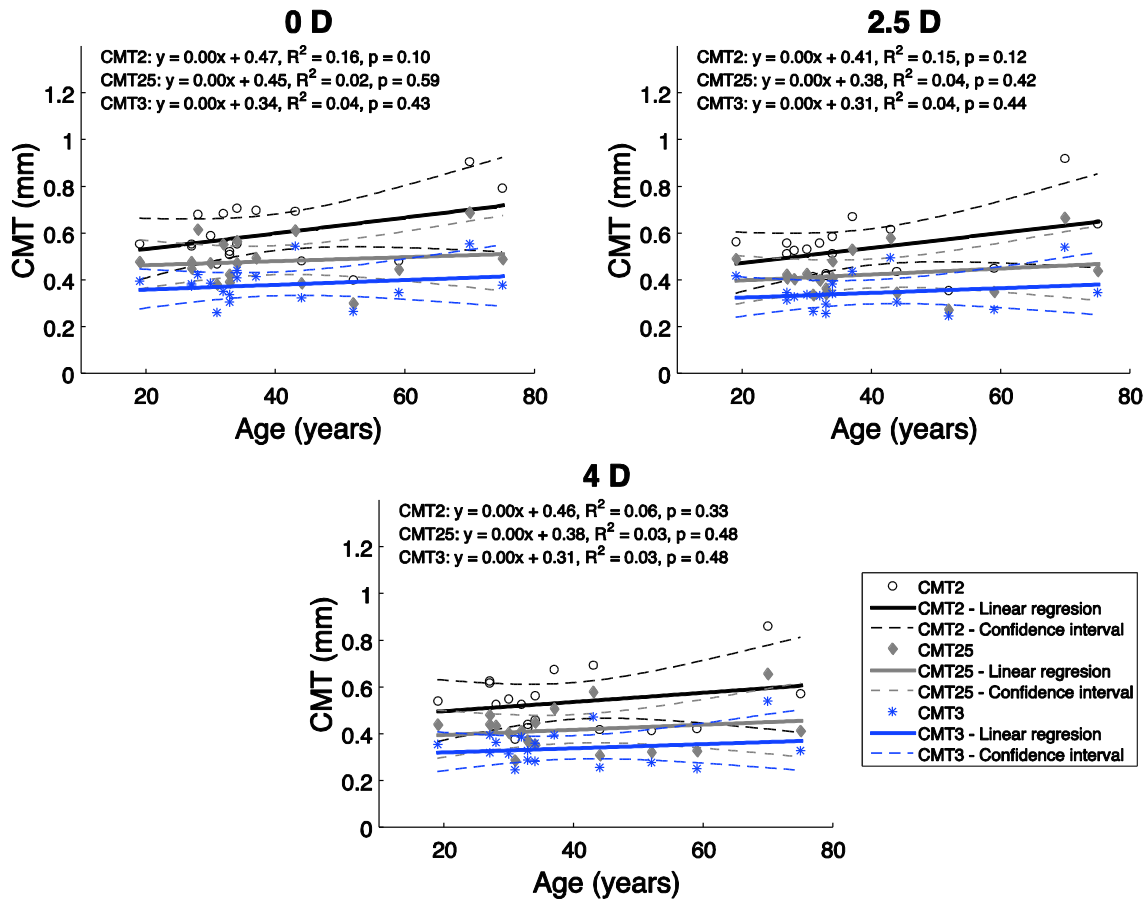 0 D
CMT2: y = 0.00x + 0.47, R2 = 0.16, p = 0.10
CMT25: y = 0.00x + 0.45, R2 = 0.02, p = 0.59
CMT3: y = 0.00x + 0.34, R2 = 0.04, p = 0.43
1.2
1
0.8
0.6
0.4
0.2
0
CMT (mm)
20 40 60 80
Age (years)
2.5 D
CMT2: y = 0.00x + 0.41, R2 = 0.15, p = 0.12
CMT25: y = 0.00x + 0.38, R2 = 0.04, p = 0.42
CMT3: y = 0.00x + 0.31, R2 = 0.04, p = 0.44
1.2
1
0.8
0.6
0.4
0.2
0
CMT (mm)
20 40 60 80
Age (years)
4 D
CMT2: y = 0.00x + 0.46, R2 = 0.06, p = 0.33
CMT25: y = 0.00x + 0.38, R2 = 0.03, p = 0.48
CMT3: y = 0.00x + 0.31, R2 = 0.03, p = 0.48
1.2
1
0.8
0.6
0.4
0.2
0
CMT (mm)
20 40 60 80
Age (years)
CMT2
CMT2 - Linear regresion
CMT2 - Confidence interval
CMT25
CMT25 - Linear regresion
CMT25 - Confidence interval
CMT3
CMT3 - Linear regresion
CMT3 - Confidence interval